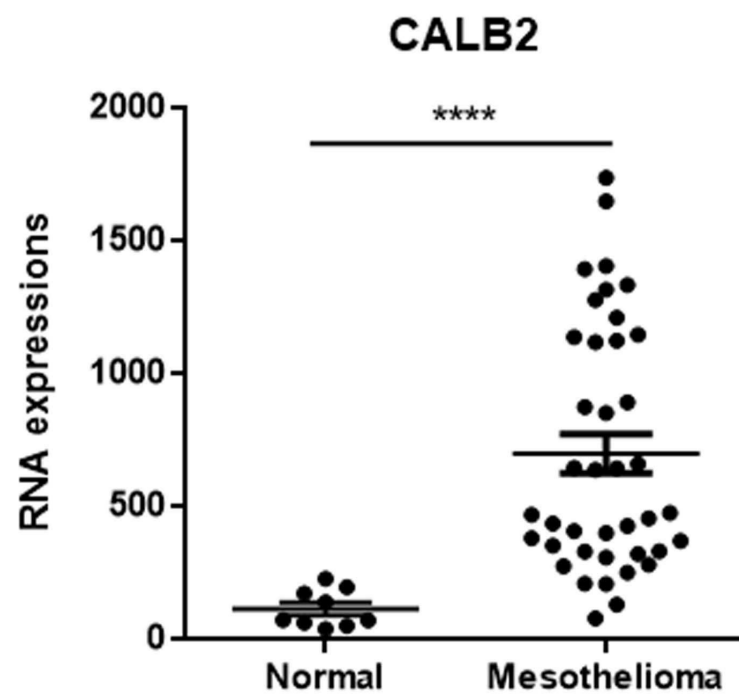 CALB2
****
2000
1500
1000
500
0
RNA expressions
Normal
Mesothelioma